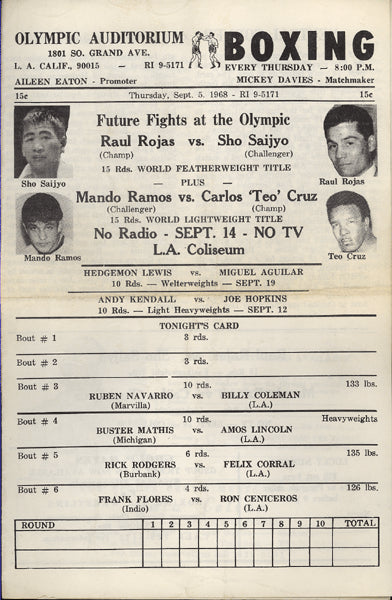 OLYMPIC AUDITORIUM
1801 SO. GRAND AVE.
L. A. CALIF., 90015 — RI 9-5171
AILEEN EATON - Promoter
BOXING
EVERY THURSDAY — 8:00 P.M.
MICKEY DAVIES - Matchmaker
15c Thursday, Sept. 5, 1968 - RI 9-5171 15c
Future Fights at the Olympic
Raul Rojas vs. Sho Saijyo
(Champ) (Challenger)
15 Rds. WORLD FEATHERWEIGHT TITLE
Sho Saijyo
Raul Rojas
— PLUS —
Mando Ramos vs. Carlos 'Teo' Cruz
(Challenger) (Champ)
15 Rds. WORLD LIGHTWEIGHT TITLE
No Radio - SEPT. 14 - NO TV
L.A. Coliseum
Mando Ramos
Teo Cruz
HEDGEMON LEWIS vs. MIGUEL AGUILAR
10 Rds. — Welterweights — SEPT. 19
ANDY KENDALL vs. JOE HOPKINS
10 Rds. — Light Heavyweights — SEPT. 12
TONIGHT'S CARD
Bout # 1 3 rds.
Bout # 2 3 rds.
Bout # 3 10 rds. 133 lbs.
RUBEN NAVARRO vs. BILLY COLEMAN
(Marvilla) (L.A.)
Bout # 4 10 rds. Heavyweights
BUSTER MATHIS vs. AMOS LINCOLN
(Michigan) (L.A.)
Bout # 5 6 rds. 135 lbs.
RICK RODGERS vs. FELIX CORRAL
(Burbank) (L.A.)
Bout # 6 4 rds. 126 lbs.
FRANK FLORES vs. RON CENICEROS
(Indio) (L.A.)
ROUND 1 2 3 4 5 6 7 8 9 10 TOTAL